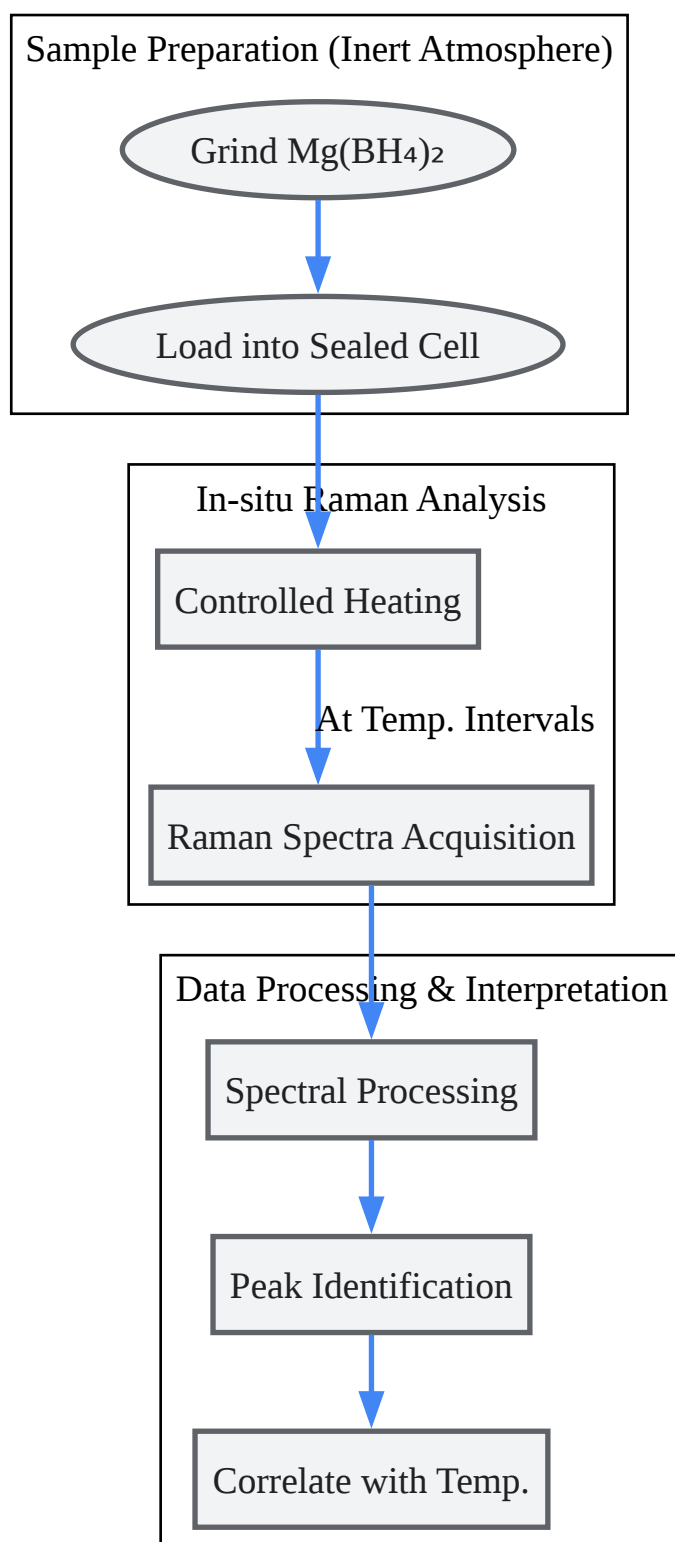 Sample Preparation (Inert Atmosphere)
Grind Mg(BH₄)₂
Load into Sealed Cell
In-situ Raman Analysis
Controlled Heating
At Temp. Intervals
Raman Spectra Acquisition
Data Processing & Interpretation
Spectral Processing
Peak Identification
Correlate with Temp.